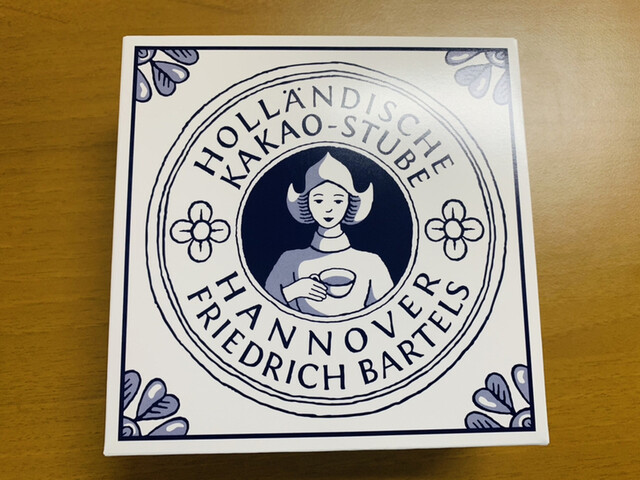 HOLLÄNDISCHE
KAKAO-STUBE
HANNOVER
FRIEDRICH BARTELS